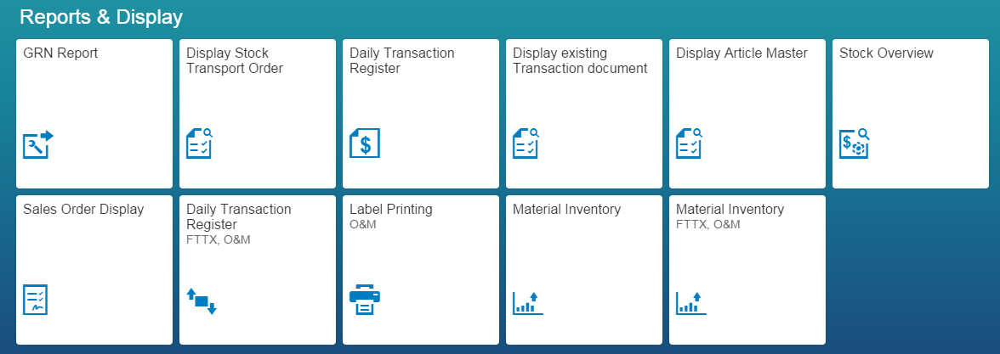 Reports & Display
GRN Report
Display Stock
Transport Order
Daily Transaction
Register
Display existing
Transaction document
Display Article Master
Stock Overview
Sales Order Display
Daily Transaction
Register
FTTX, O&M
Label Printing
O&M
Material Inventory
Material Inventory
FTTX, O&M